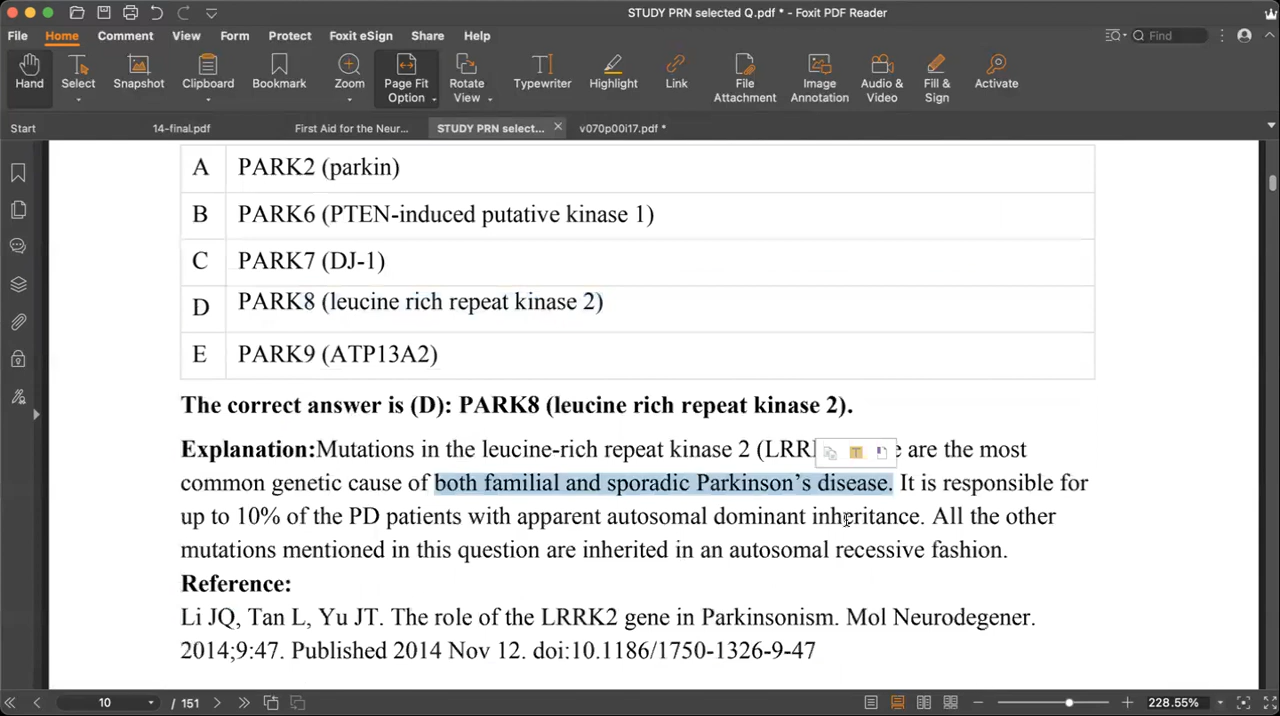 STUDY PRN selected Q.pdf * - Foxit PDF Reader
File Home Comment View Form Protect Foxit eSign Share Help Find
Hand Select Snapshot Clipboard Bookmark Zoom Page Fit Option Rotate View Typewriter Highlight Link File Attachment Image Annotation Audio & Video Fill & Sign Activate
Start 14-final.pdf First Aid for the Neur... STUDY PRN select... v070p00i17.pdf *
A PARK2 (parkin)
B PARK6 (PTEN-induced putative kinase 1)
C PARK7 (DJ-1)
D PARK8 (leucine rich repeat kinase 2)
E PARK9 (ATP13A2)
The correct answer is (D): PARK8 (leucine rich repeat kinase 2).
Explanation:Mutations in the leucine-rich repeat kinase 2 are the most
common genetic cause of both familial and sporadic Parkinson's disease. It is responsible for
up to 10% of the PD patients with apparent autosomal dominant inheritance. All the other
mutations mentioned in this question are inherited in an autosomal recessive fashion.
Reference:
Li JQ, Tan L, Yu JT. The role of the LRRK2 gene in Parkinsonism. Mol Neurodegener.
2014;9:47. Published 2014 Nov 12. doi:10.1186/1750-1326-9-47
10 / 151 228.55%